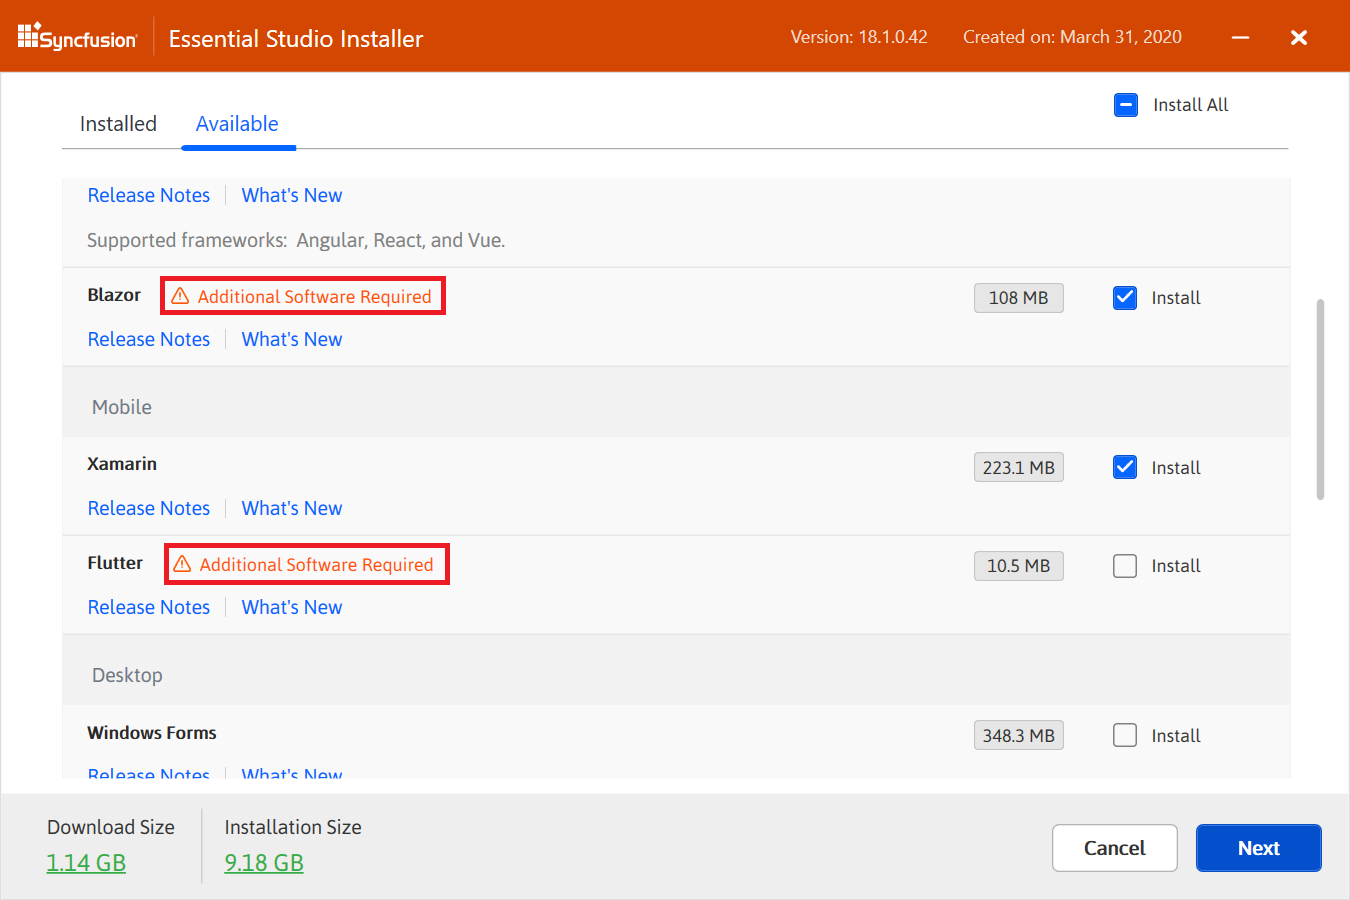 Syncfusion Essential Studio Installer Version: 18.1.0.42 Created on: March 31, 2020
Installed Available Install All
Release Notes What's New
Supported frameworks: Angular, React, and Vue.
Blazor Additional Software Required 108 MB Install
Release Notes What's New
Mobile
Xamarin 223.1 MB Install
Release Notes What's New
Flutter Additional Software Required 10.5 MB Install
Release Notes What's New
Desktop
Windows Forms 348.3 MB Install
Release Notes What's New
Download Size Installation Size
1.14 GB 9.18 GB
Cancel Next